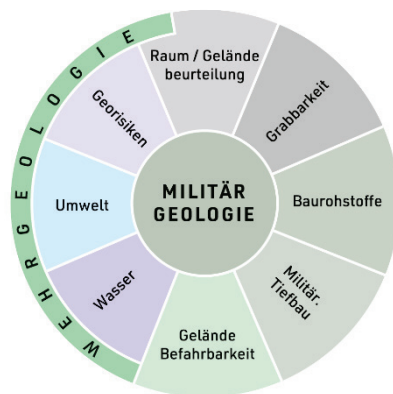 WEHRGEOLOGIE
Raum / Gelände
beurteilung
Grabbarkeit
Baurohstoffe
Militär.
Tiefbau
Gelände
Befahrbarkeit
Wasser
Umwelt
Georisiken
MILITÄR
GEOLOGIE